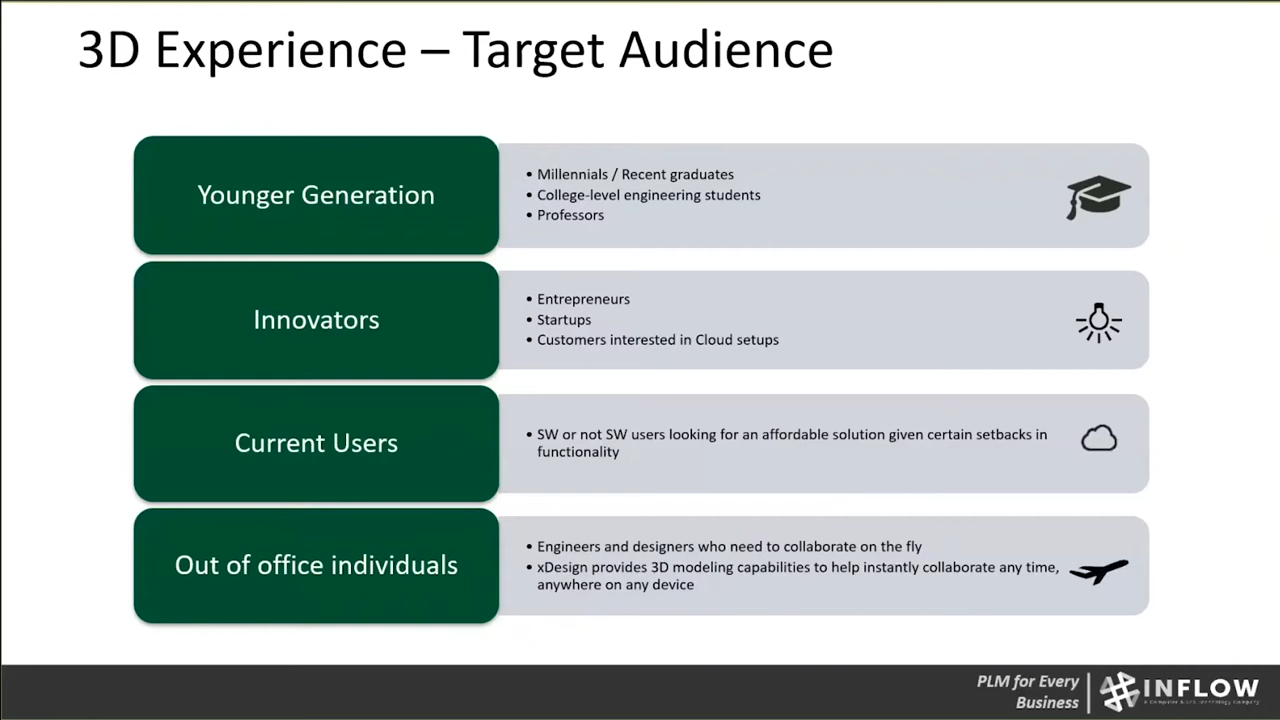 3D Experience – Target Audience
Younger Generation
• Millennials / Recent graduates
• College-level engineering students
• Professors
Innovators
• Entrepreneurs
• Startups
• Customers interested in Cloud setups
Current Users
• SW or not SW users looking for an affordable solution given certain setbacks in
functionality
Out of office individuals
• Engineers and designers who need to collaborate on the fly
• xDesign provides 3D modeling capabilities to help instantly collaborate any time,
anywhere on any device
PLM for Every
Business
INFLOW